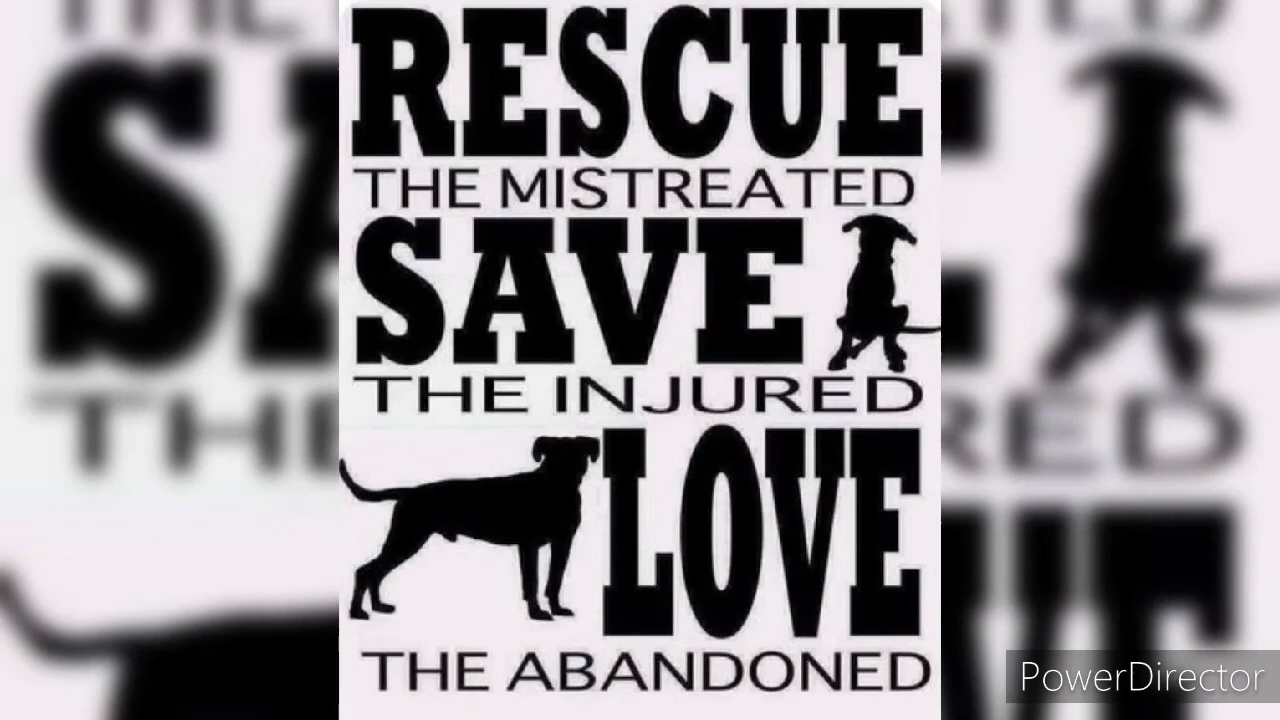 RESCUE
THE MISTREATED
SAVE
THE INJURED
LOVE
THE ABANDONED
PowerDirector